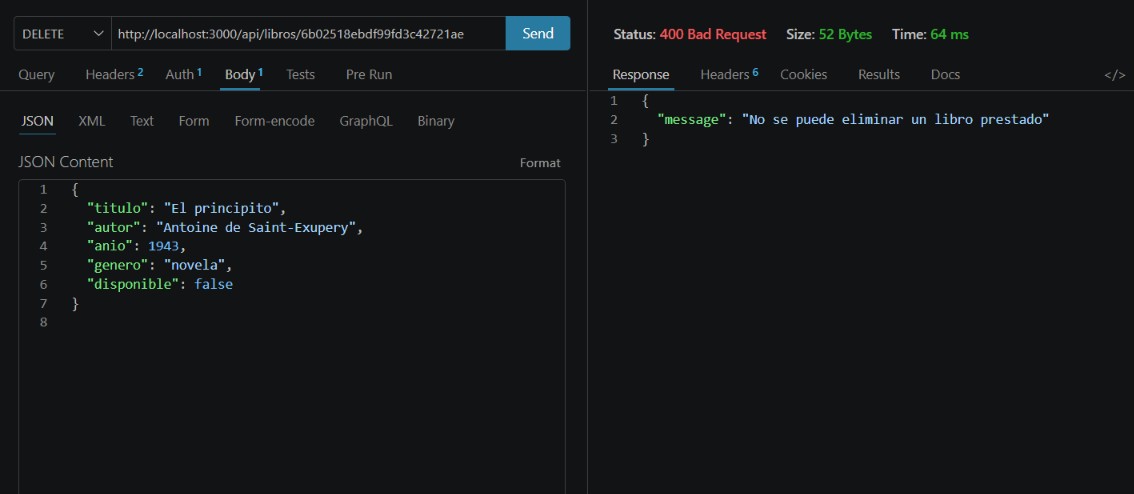 DELETE http://localhost:3000/api/libros/6b02518ebdf99fd3c42721ae Send
Query Headers 2 Auth 1 Body 1 Tests Pre Run
JSON XML Text Form Form-encode GraphQL Binary
JSON Content Format
1 {
2 "titulo": "El principito",
3 "autor": "Antoine de Saint-Exupery",
4 "anio": 1943,
5 "genero": "novela",
6 "disponible": false
7 }
8
Status: 400 Bad Request Size: 52 Bytes Time: 64 ms
Response Headers 6 Cookies Results Docs </>
1 {
2 "message": "No se puede eliminar un libro prestado"
3 }